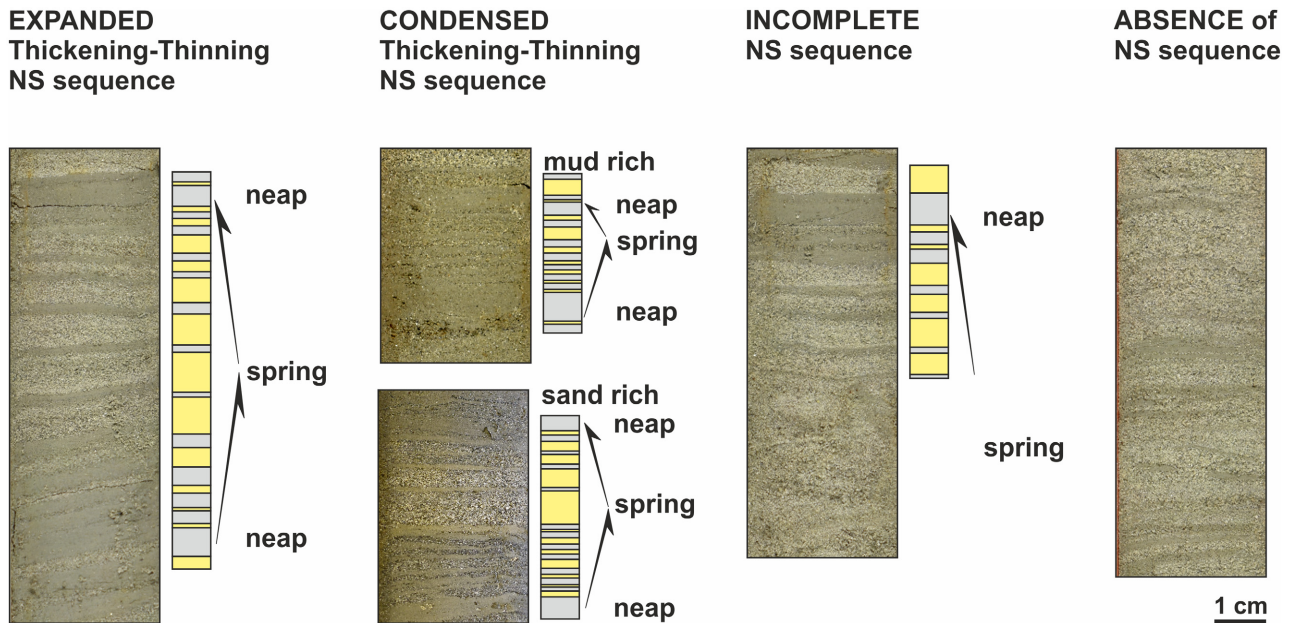 EXPANDED
Thickening-Thinning
NS sequence
neap
spring
neap
CONDENSED
Thickening-Thinning
NS sequence
mud rich
neap
spring
neap
sand rich
neap
spring
neap
INCOMPLETE
NS sequence
neap
spring
ABSENCE of
NS sequence
1 cm